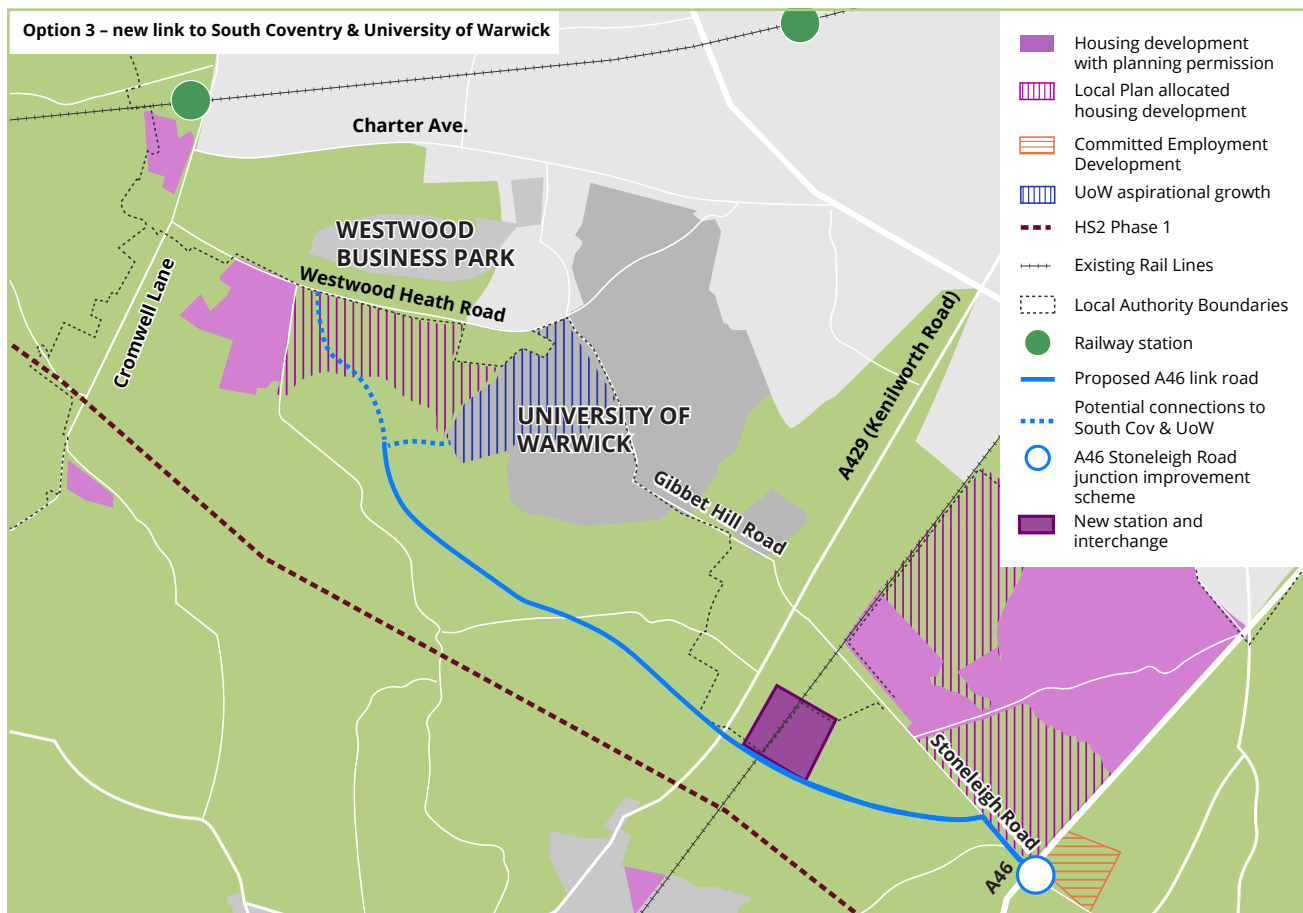 Option 3 – new link to South Coventry & University of Warwick
Charter Ave.
WESTWOOD
BUSINESS PARK
Westwood Heath Road
Cromwell Lane
UNIVERSITY OF
WARWICK
A429 (Kenilworth Road)
Gibbet Hill Road
Stoneleigh Road
A46
Housing development
with planning permission
Local Plan allocated
housing development
Committed Employment
Development
UoW aspirational growth
HS2 Phase 1
Existing Rail Lines
Local Authority Boundaries
Railway station
Proposed A46 link road
Potential connections to
South Cov & UoW
A46 Stoneleigh Road
junction improvement
scheme
New station and
interchange